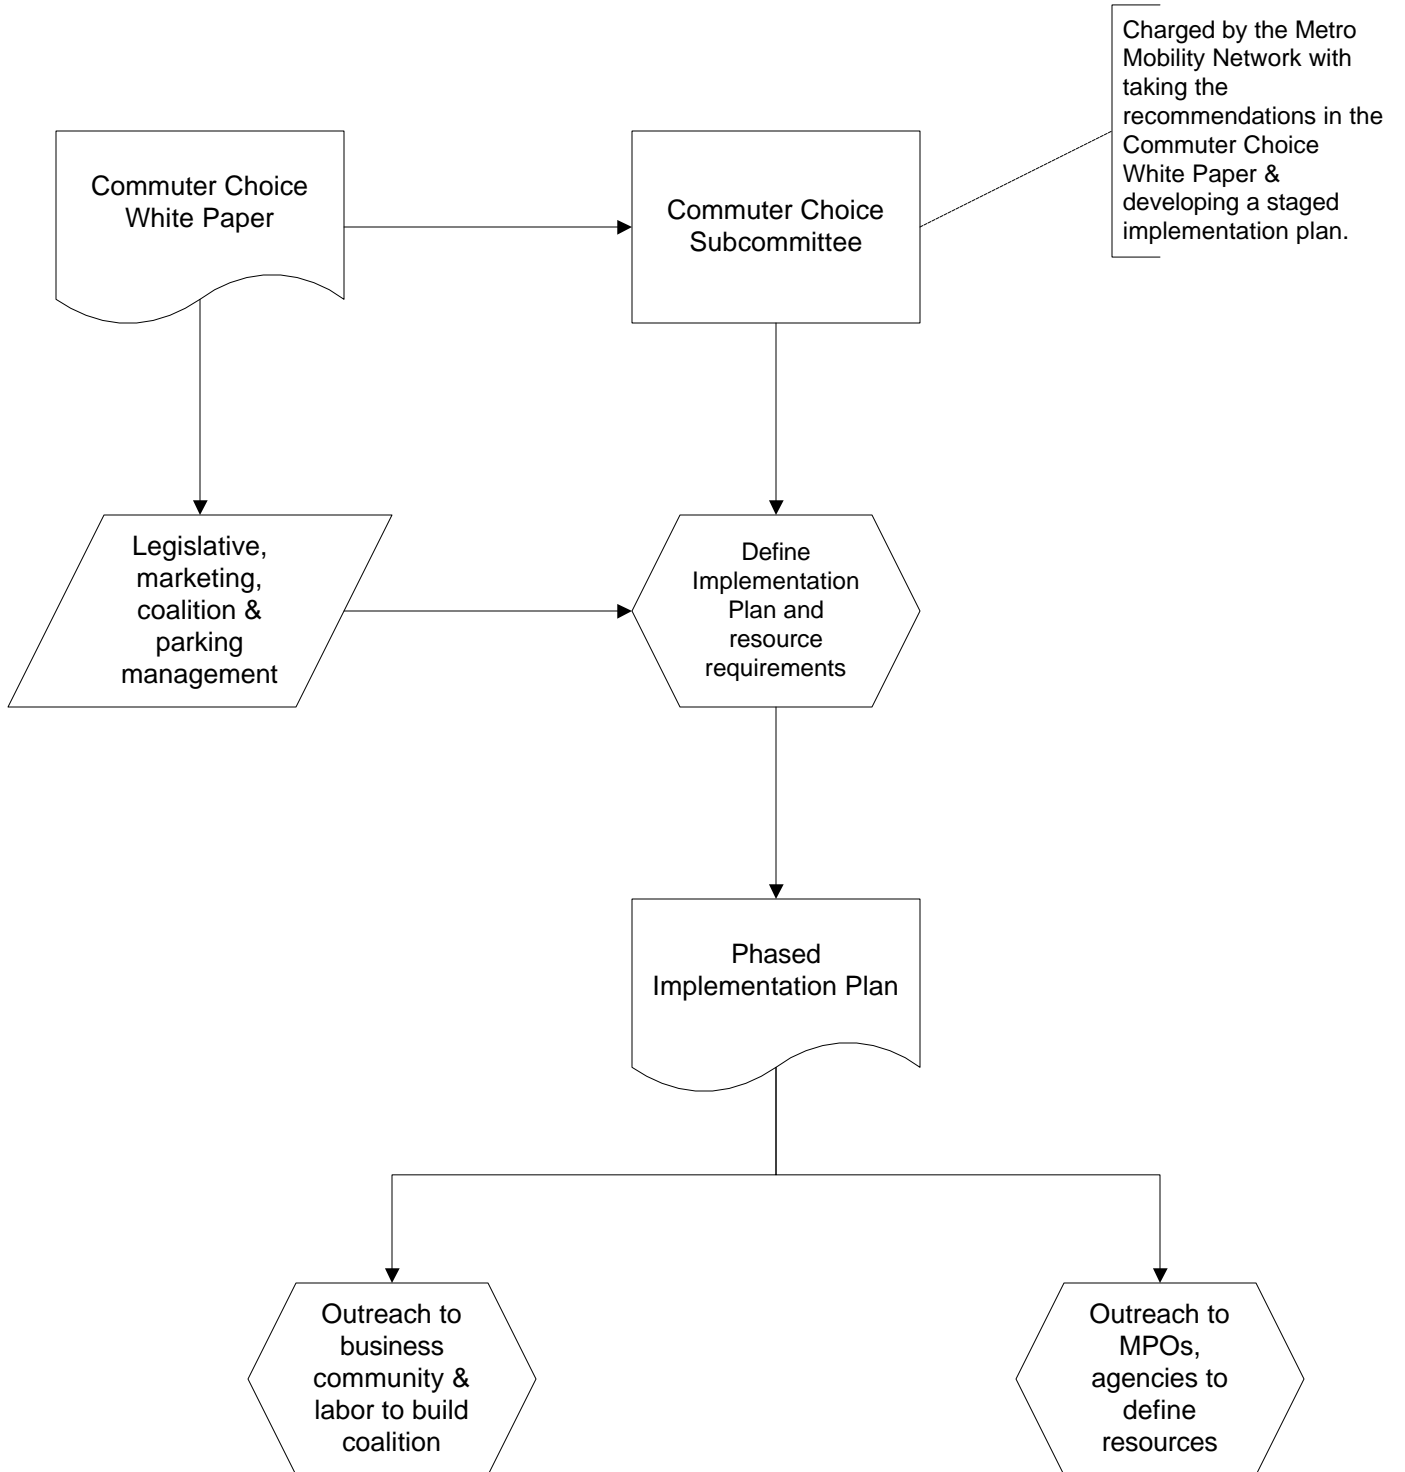 Charged by the Metro
Mobility Network with
taking the
recommendations in the
Commuter Choice
White Paper &
developing a staged
implementation plan.
Commuter Choice
White Paper
Commuter Choice
Subcommittee
Legislative,
marketing,
coalition &
parking
management
Define
Implementation
Plan and
resource
requirements
Phased
Implementation Plan
Outreach to
business
community &
labor to build
coalition
Outreach to
MPOs,
agencies to
define
resources